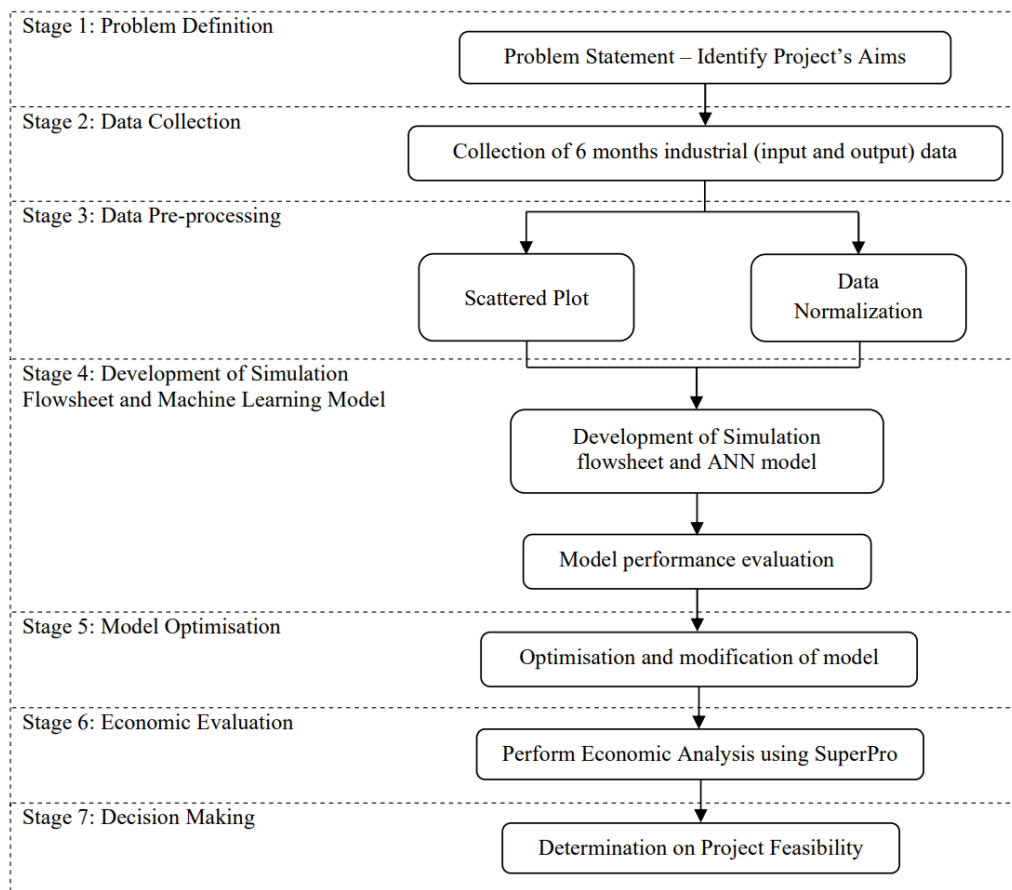 Stage 1: Problem Definition
Problem Statement – Identify Project’s Aims
Stage 2: Data Collection
Collection of 6 months industrial (input and output) data
Stage 3: Data Pre-processing
Scattered Plot
Data
Normalization
Stage 4: Development of Simulation
Flowsheet and Machine Learning Model
Development of Simulation
flowsheet and ANN model
Model performance evaluation
Stage 5: Model Optimisation
Optimisation and modification of model
Stage 6: Economic Evaluation
Perform Economic Analysis using SuperPro
Stage 7: Decision Making
Determination on Project Feasibility